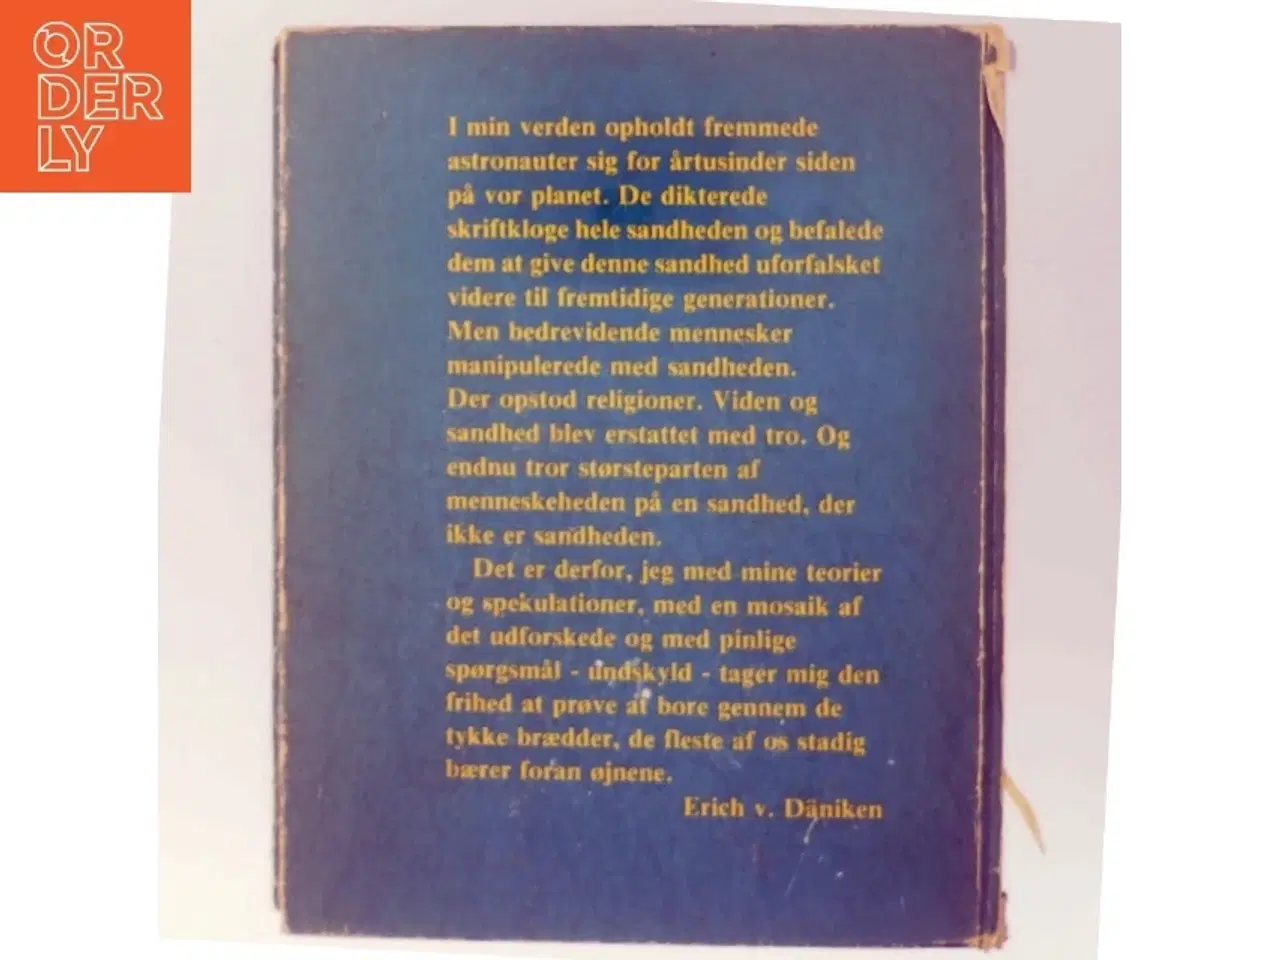 OR
DER
LY
I min verden opholdt fremmede
astronauter sig for årtusinder siden
på vor planet. De dikterede
skriftkloge hele sandheden og befalede
dem at give denne sandhed uforfalsket
videre til fremtidige generationer.
Men bedrevidende mennesker
manipulerede med sandheden.
Der opstod religioner. Viden og
sandhed blev erstattet med tro. Og
endnu tror størsteparten af
menneskeheden på en sandhed, der
ikke er sandheden.
Det er derfor, jeg med mine teorier
og spekulationer, med en mosaik af
det udforskede og med pinlige
spørgsmål - undskyld - tager mig den
frihed at prøve at bore gennem de
tykke brædder, de fleste af os stadig
bærer foran øjnene.
Erich v. Däniken